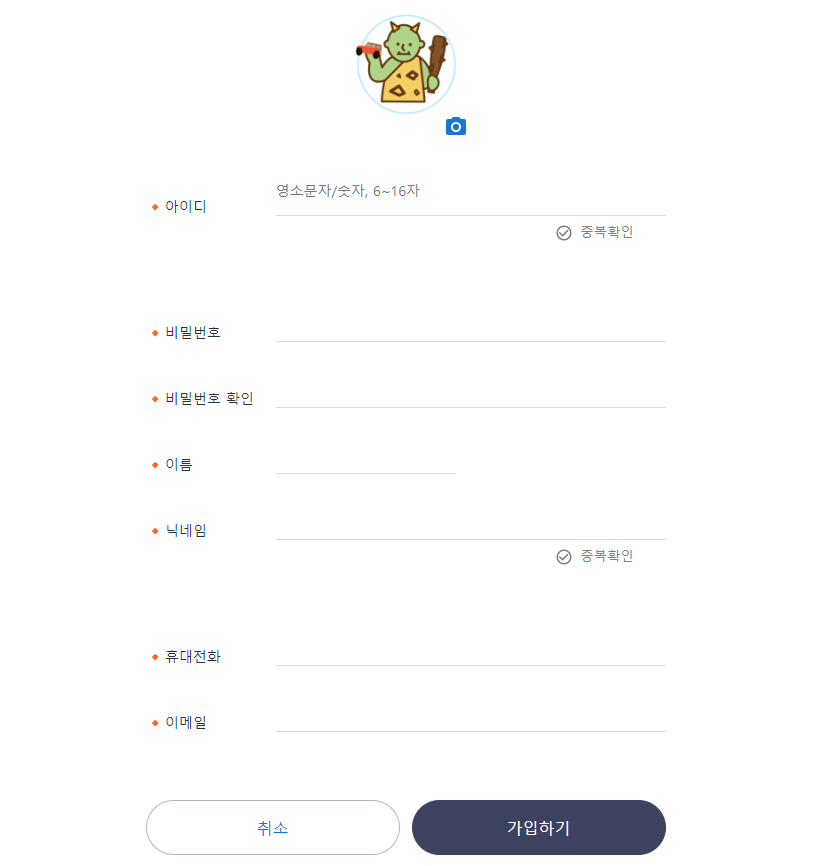 영소문자/숫자, 6~16자
아이디
중복확인
비밀번호
비밀번호 확인
이름
닉네임
중복확인
휴대전화
이메일
취소
가입하기